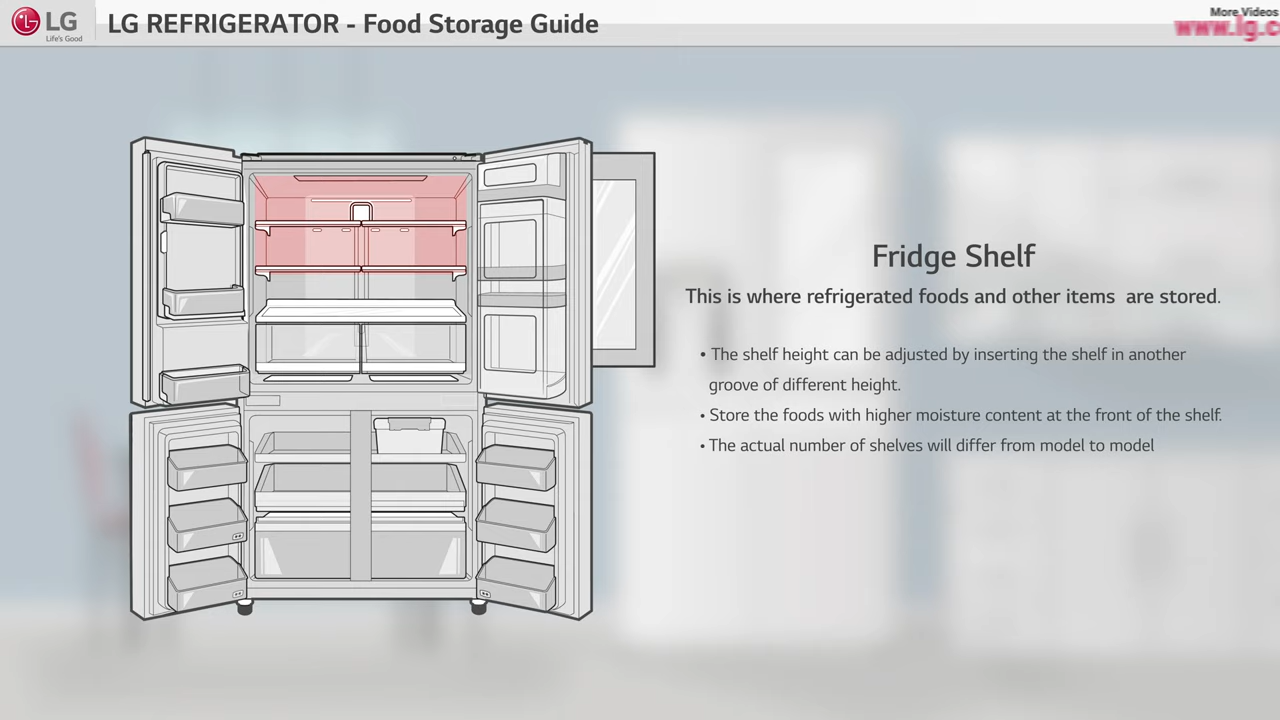 LG
Life's Good
LG REFRIGERATOR - Food Storage Guide
More Videos
www.lg.c
Fridge Shelf
This is where refrigerated foods and other items are stored.
• The shelf height can be adjusted by inserting the shelf in another
groove of different height.
• Store the foods with higher moisture content at the front of the shelf.
• The actual number of shelves will differ from model to model